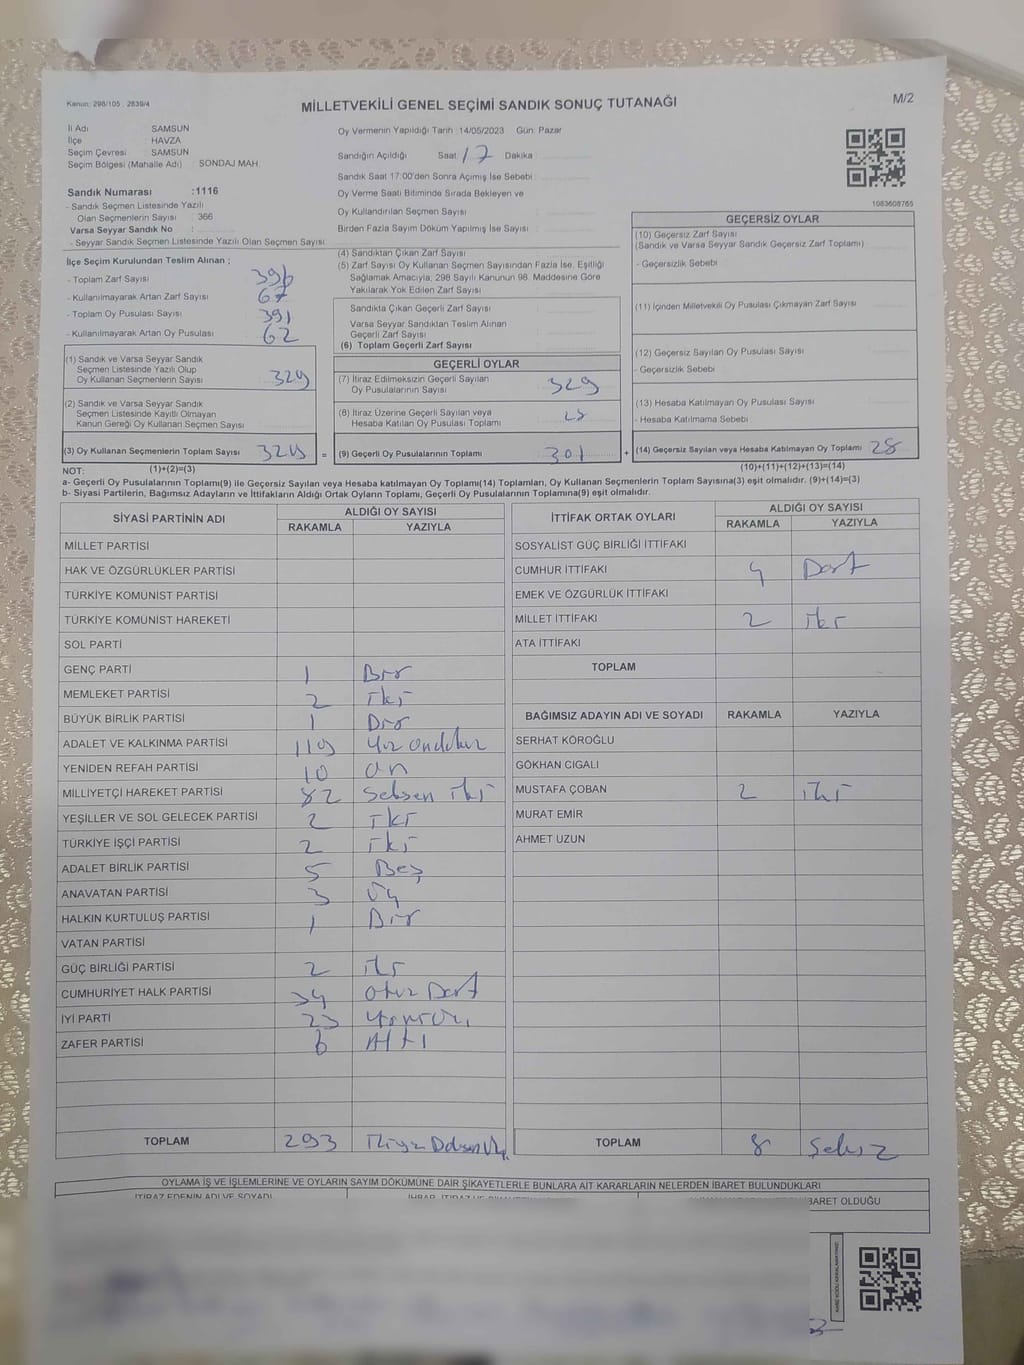 Kanun: 298/105 , 2839/4
MİLLETVEKİLİ GENEL SEÇİMİ SANDIK SONUÇ TUTANAĞI
M/2
İl Adı SAMSUN
İlçe : HAVZA
Seçim Çevresi : SAMSUN
Seçim Bölgesi (Mahalle Adı) : SONDAJ MAH.
Sandık Numarası :1116
- Sandık Seçmen Listesinde Yazılı
Olan Seçmenlerin Sayısı : 366
Varsa Seyyar Sandık No :
- Seyyar Sandık Seçmen Listesinde Yazılı Olan Seçmen Sayısı :
Oy Vermenin Yapıldığı Tarih :14/05/2023 Gün: Pazar
Sandığın Açıldığı Saat: 17 Dakika :
Sandık Saat 17:00'den Sonra Açılmış İse Sebebi :
Oy Verme Saati Bitiminde Sırada Bekleyen ve
Oy Kullandırılan Seçmen Sayısı :
Birden Fazla Sayım Döküm Yapılmış İse Sayısı :
1083608765
İlçe Seçim Kurulundan Teslim Alınan ;
- Toplam Zarf Sayısı : 396
- Kullanılmayarak Artan Zarf Sayısı : 67
- Toplam Oy Pusulası Sayısı : 391
- Kullanılmayarak Artan Oy Pusulası : 62
(1) Sandık ve Varsa Seyyar Sandık
Seçmen Listesinde Yazılı Olup
Oy Kullanan Seçmenlerin Sayısı : 329
(2) Sandık ve Varsa Seyyar Sandık
Seçmen Listesinde Kayıtlı Olmayan
Kanun Gereği Oy Kullanan Seçmen Sayısı :
(3) Oy Kullanan Seçmenlerin Toplam Sayısı : 329
(1)+(2)=(3)
(4) Sandıktan Çıkan Zarf Sayısı :
(5) Zarf Sayısı Oy Kullanan Seçmen Sayısından Fazla İse, Eşitliği
Sağlamak Amacıyla; 298 Sayılı Kanunun 98. Maddesine Göre
Yakılarak Yok Edilen Zarf Sayısı :
Sandıkta Çıkan Geçerli Zarf Sayısı :
Varsa Seyyar Sandıktan Teslim Alınan
Geçerli Zarf Sayısı :
(6) Toplam Geçerli Zarf Sayısı :
GEÇERLİ OYLAR
(7) İtiraz Edilmeksizin Geçerli Sayılan
Oy Pusulalarının Sayısı : 329
(8) İtiraz Üzerine Geçerli Sayılan veya
Hesaba Katılan Oy Pusulası Toplamı :
= (9) Geçerli Oy Pusulalarının Toplamı : 301 +
GEÇERSİZ OYLAR
(10) Geçersiz Zarf Sayısı
(Sandık ve Varsa Seyyar Sandık Geçersiz Zarf Toplamı) :
- Geçersizlik Sebebi :
(11) İçinden Milletvekili Oy Pusulası Çıkmayan Zarf Sayısı :
(12) Geçersiz Sayılan Oy Pusulası Sayısı :
- Geçersizlik Sebebi :
(13) Hesaba Katılmayan Oy Pusulası Sayısı :
- Hesaba Katılmama Sebebi :
(14) Geçersiz Sayılan veya Hesaba Katılmayan Oy Toplamı : 28
(10)+(11)+(12)+(13)=(14)
NOT:
a- Geçerli Oy Pusulalarının Toplamı(9) ile Geçersiz Sayılan veya Hesaba Katılmayan Oy Toplamı(14) Toplamları, Oy Kullanan Seçmenlerin Toplam Sayısına(3) eşit olmalıdır. (9)+(14)=(3)
b- Siyasi Partilerin, Bağımsız Adayların ve İttifakların Aldığı Ortak Oyların Toplamı, Geçerli Oy Pusulalarının Toplamına(9) eşit olmalıdır.
SİYASİ PARTİNİN ADI ALDIĞI OY SAYISI
RAKAMLA YAZIYLA
MİLLET PARTİSİ
HAK VE ÖZGÜRLÜKLER PARTİSİ
TÜRKİYE KOMÜNİST PARTİSİ
TÜRKİYE KOMÜNİST HAREKETİ
SOL PARTİ
GENÇ PARTİ 1 Bir
MEMLEKET PARTİSİ 2 iki
BÜYÜK BİRLİK PARTİSİ 1 Bir
ADALET VE KALKINMA PARTİSİ 119 Yüz ondokuz
YENİDEN REFAH PARTİSİ 10 on
MİLLİYETÇİ HAREKET PARTİSİ 82 Seksen iki
YEŞİLLER VE SOL GELECEK PARTİSİ 2 iki
TÜRKİYE İŞÇİ PARTİSİ 2 iki
ADALET BİRLİK PARTİSİ 5 Beş
ANAVATAN PARTİSİ 3 Üç
HALKIN KURTULUŞ PARTİSİ 1 Bir
VATAN PARTİSİ
GÜÇ BİRLİĞİ PARTİSİ 2 iki
CUMHURİYET HALK PARTİSİ 34 otuz Dört
İYİ PARTİ 23 Yirmi Üç
ZAFER PARTİSİ 6 Altı
TOPLAM 293 İkiyüz Doksan Üç
İTTİFAK ORTAK OYLARI ALDIĞI OY SAYISI
RAKAMLA YAZIYLA
SOSYALİST GÜÇ BİRLİĞİ İTTİFAKI
CUMHUR İTTİFAKI 4 Dört
EMEK VE ÖZGÜRLÜK İTTİFAKI
MİLLET İTTİFAKI 2 iki
ATA İTTİFAKI
TOPLAM
BAĞIMSIZ ADAYIN ADI VE SOYADI RAKAMLA YAZIYLA
SERHAT KÖROĞLU
GÖKHAN CIGALI
MUSTAFA ÇOBAN 2 iki
MURAT EMİR
AHMET UZUN
TOPLAM 8 Sekiz
OYLAMA İŞ VE İŞLEMLERİNE VE OYLARIN SAYIM DÖKÜMÜNE DAİR ŞİKAYETLERLE BUNLARA AİT KARARLARIN NELERDEN İBARET BULUNDUKLARI
İTİRAZ EDENİN ADI VE SOYADI
İBARET OLDUĞU